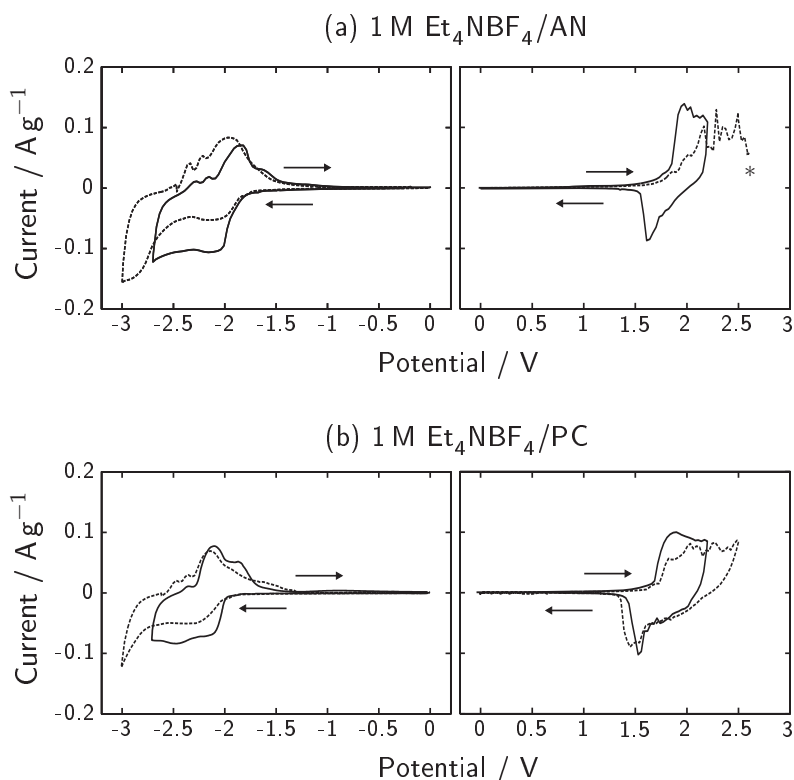 (a) 1 M Et₄NBF₄/AN
0.2
0.1
0
-0.1
-0.2
Current / A g⁻¹
*
-3 -2.5 -2 -1.5 -1 -0.5 0 0 0.5 1 1.5 2 2.5 3
Potential / V
(b) 1 M Et₄NBF₄/PC
0.2
0.1
0
-0.1
-0.2
Current / A g⁻¹
-3 -2.5 -2 -1.5 -1 -0.5 0 0 0.5 1 1.5 2 2.5 3
Potential / V